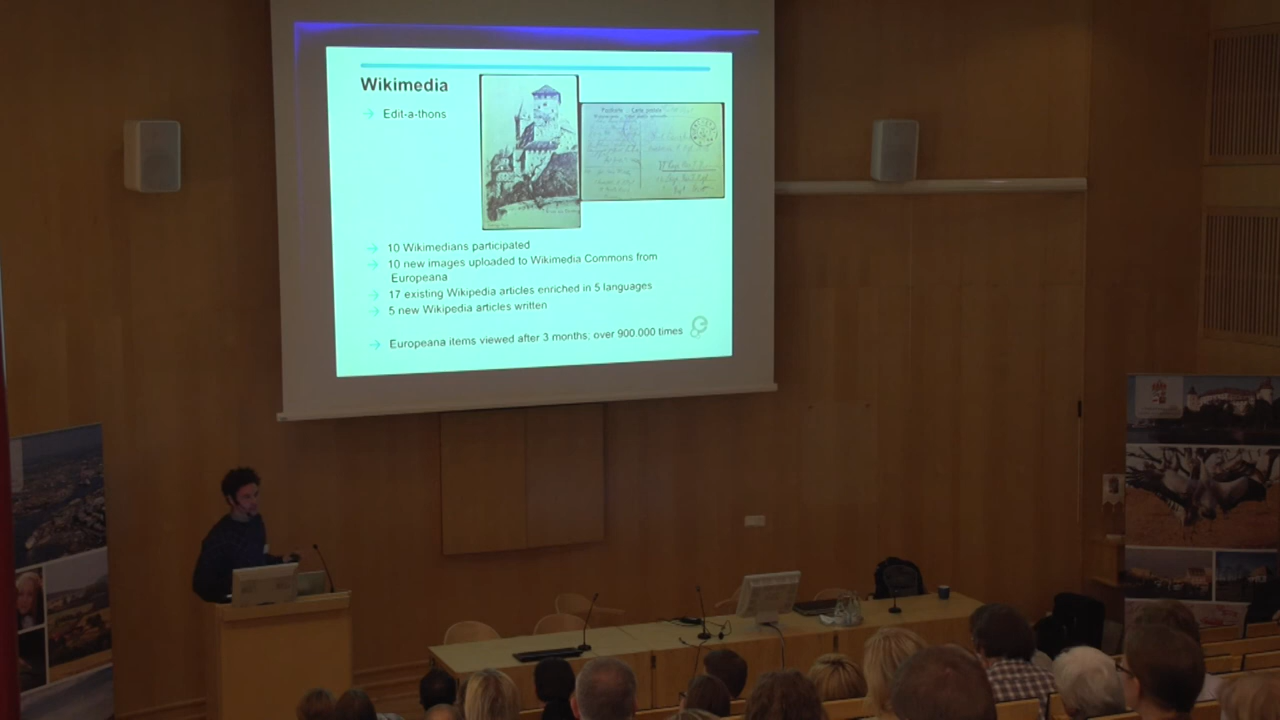 Wikimedia
Edit-a-thons
10 Wikimedians participated
10 new images uploaded to Wikimedia Commons from
Europeana
17 existing Wikipedia articles enriched in 5 languages
5 new Wikipedia articles written
Europeana items viewed after 3 months; over 900.000 times